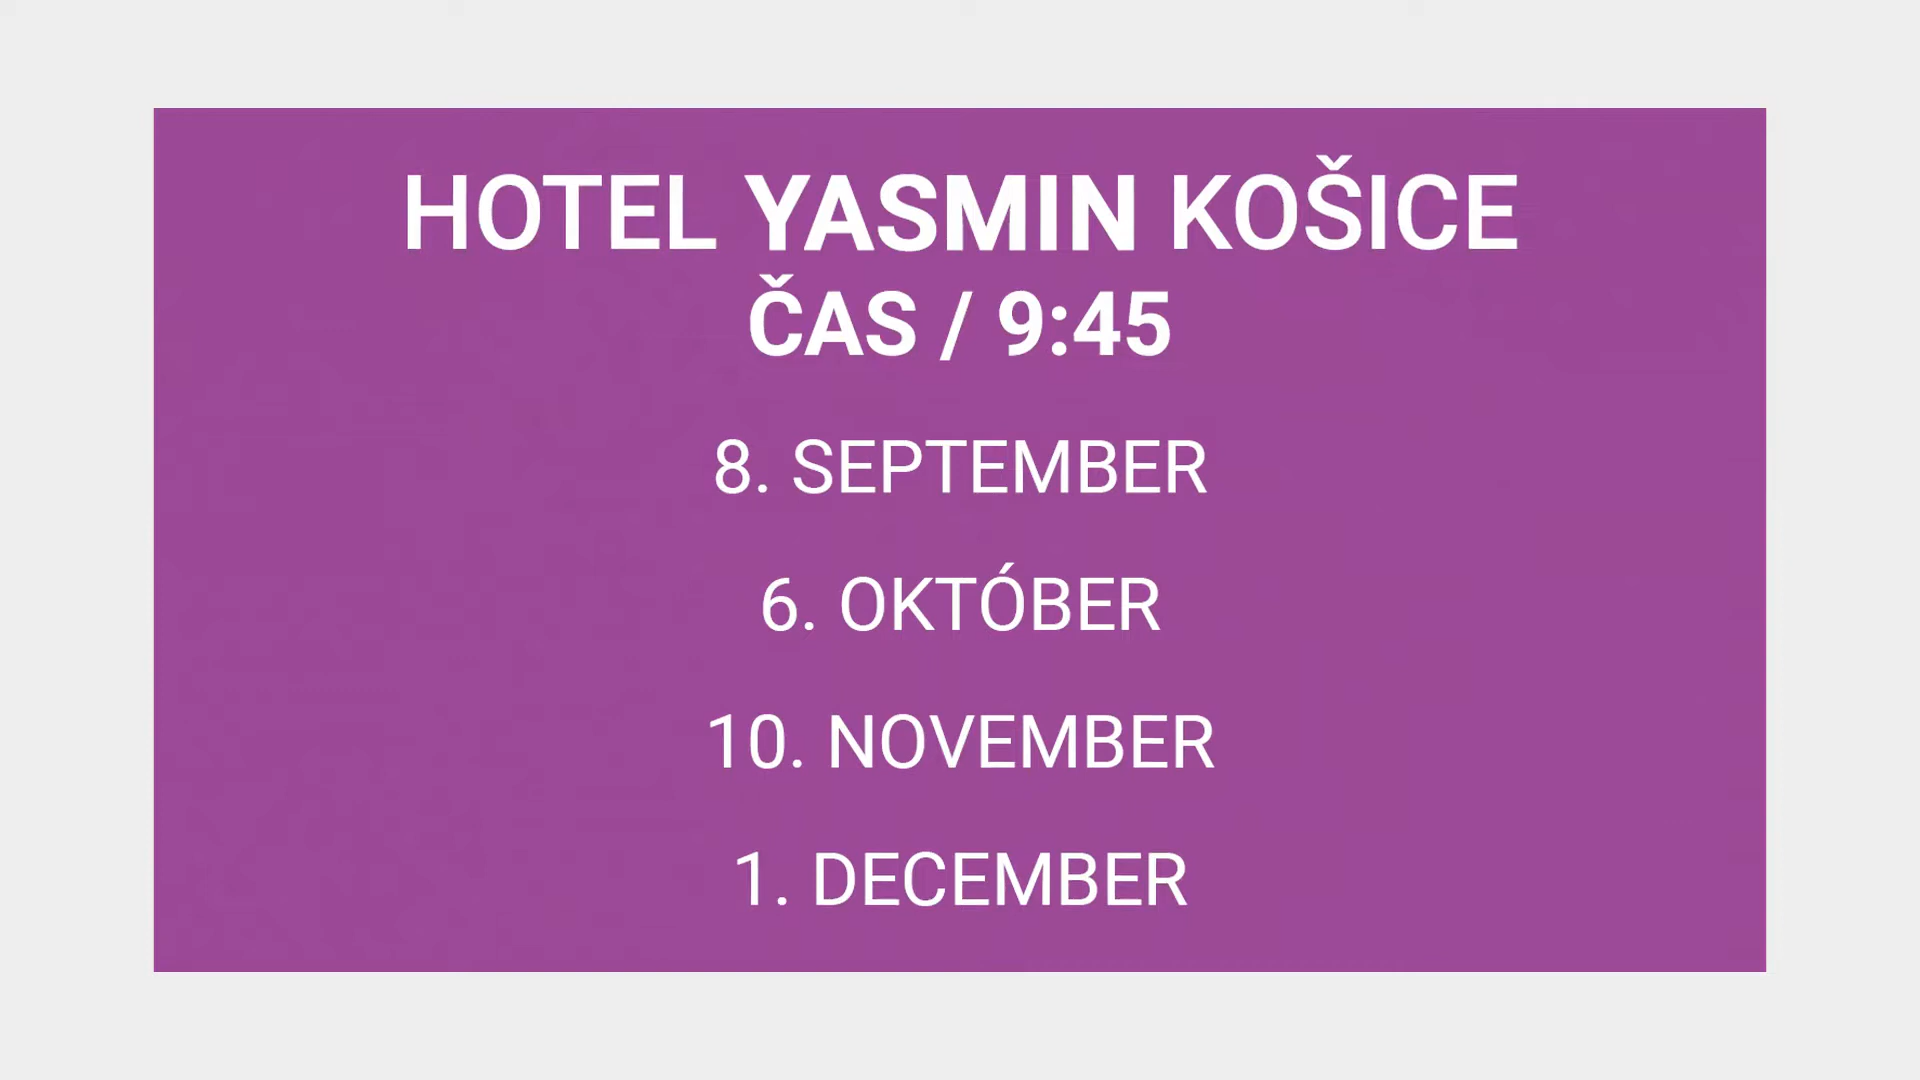 HOTEL YASMIN KOŠICE
ČAS / 9:45
8. SEPTEMBER
6. OKTÓBER
10. NOVEMBER
1. DECEMBER